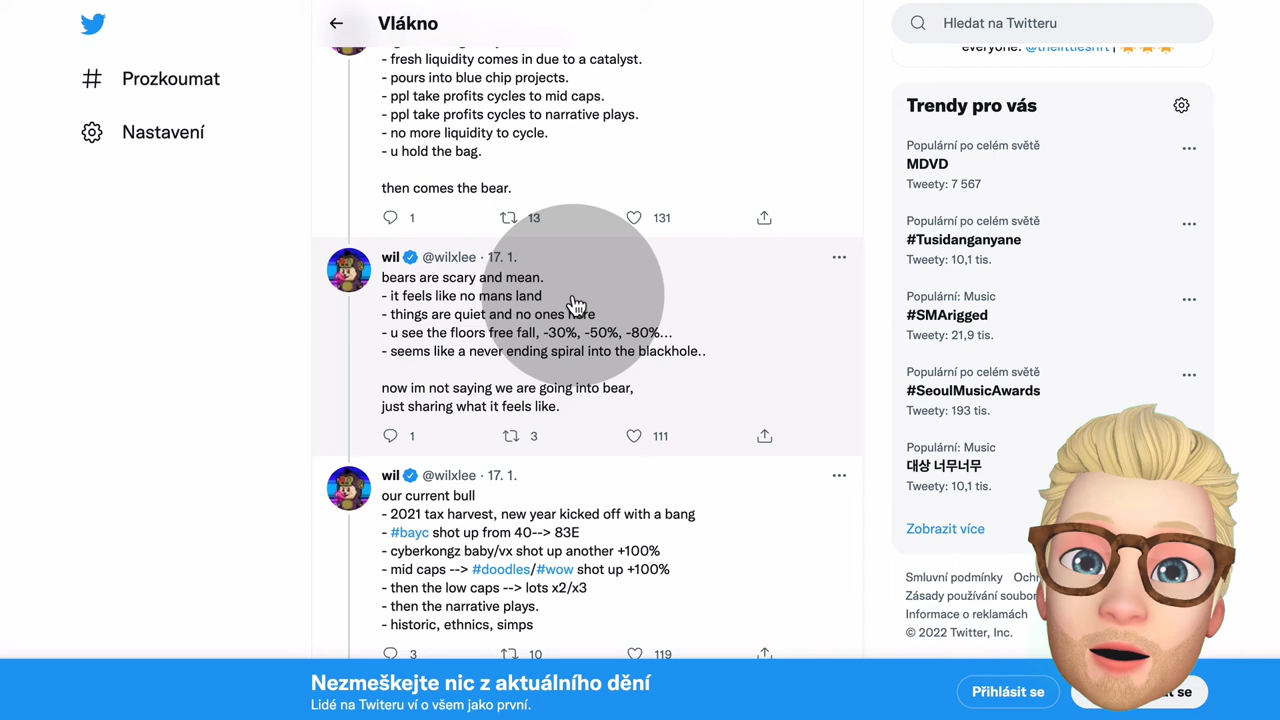 Vlákno
Hledat na Twitteru
Prozkoumat
Nastavení
- fresh liquidity comes in due to a catalyst.
- pours into blue chip projects.
- ppl take profits cycles to mid caps.
- ppl take profits cycles to narrative plays.
- no more liquidity to cycle.
- u hold the bag.
then comes the bear.
1 13 131
wil @wilxlee · 17. 1.
bears are scary and mean.
- it feels like no mans land
- things are quiet and no ones here
- u see the floors free fall, -30%, -50%, -80%...
- seems like a never ending spiral into the blackhole..
now im not saying we are going into bear,
just sharing what it feels like.
1 3 111
wil @wilxlee · 17. 1.
our current bull
- 2021 tax harvest, new year kicked off with a bang
- #bayc shot up from 40--> 83E
- cyberkongz baby/vx shot up another +100%
- mid caps --> #doodles/#wow shot up +100%
- then the low caps --> lots x2/x3
- then the narrative plays.
- historic, ethnics, simps
3 10 119
everyone. @thelittleshift |
Trendy pro vás
Populární po celém světě
MDVD
Tweety: 7 567
Populární po celém světě
#Tusidanganyane
Tweety: 10,1 tis.
Populární: Music
#SMArigged
Tweety: 21,9 tis.
Populární po celém světě
#SeoulMusicAwards
Tweety: 193 tis.
Populární: Music
대상 너무너무
Tweety: 10,1 tis.
Zobrazit více
Smluvní podmínky
Zásady používání
Informace o reklamách
© 2022 Twitter, Inc.
Nezmeškejte nic z aktuálního dění
Lidé na Twiteru ví o všem jako první.
Přihlásit se
se